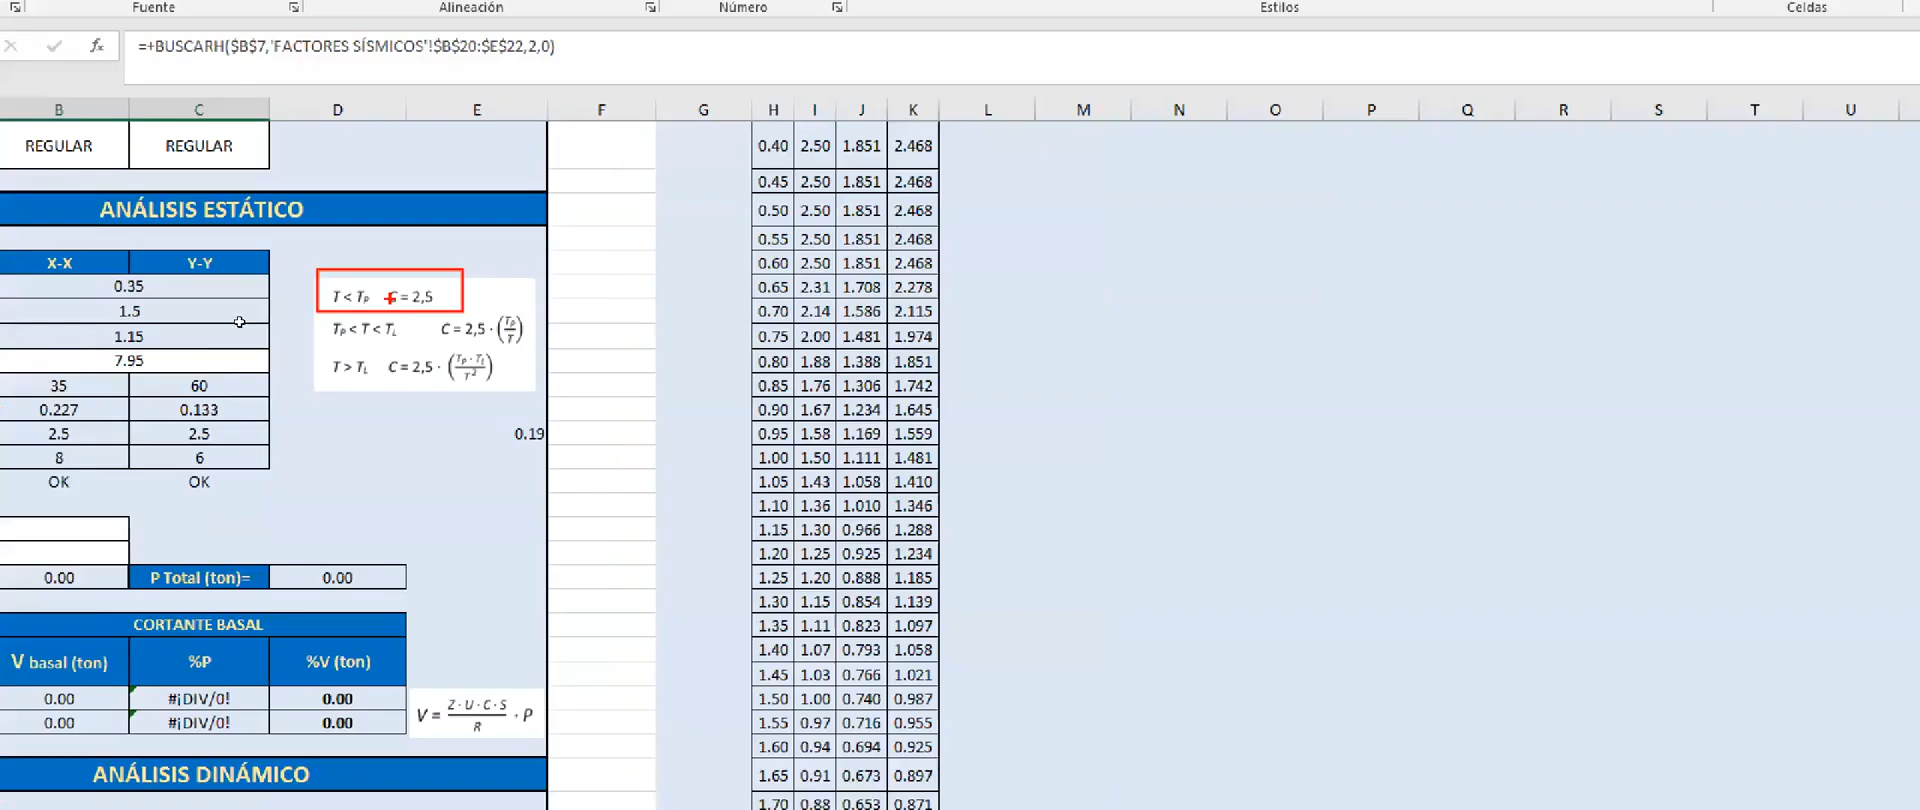 Fuente Alineación Número Estilos Celdas
fx =+BUSCARH($B$7,'FACTORES SÍSMICOS'!$B$20:$E$22,2,0)
B C D E F G H I J K L M N O P Q R S T U
REGULAR REGULAR 0.40 2.50 1.851 2.468
0.45 2.50 1.851 2.468
ANÁLISIS ESTÁTICO 0.50 2.50 1.851 2.468
0.55 2.50 1.851 2.468
X-X Y-Y 0.60 2.50 1.851 2.468
0.35 T < TP C = 2,5 0.65 2.31 1.708 2.278
1.5 0.70 2.14 1.586 2.115
1.15 TP < T < TL C = 2,5 · (TP/T) 0.75 2.00 1.481 1.974
7.95 T > TL C = 2,5 · (TP · TL/T²) 0.80 1.88 1.388 1.851
35 60 0.85 1.76 1.306 1.742
0.227 0.133 0.90 1.67 1.234 1.645
2.5 2.5 0.19 0.95 1.58 1.169 1.559
8 6 1.00 1.50 1.111 1.481
OK OK 1.05 1.43 1.058 1.410
1.10 1.36 1.010 1.346
1.15 1.30 0.966 1.288
1.20 1.25 0.925 1.234
0.00 P Total (ton)= 0.00 1.25 1.20 0.888 1.185
1.30 1.15 0.854 1.139
CORTANTE BASAL 1.35 1.11 0.823 1.097
V basal (ton) %P %V (ton) 1.40 1.07 0.793 1.058
1.45 1.03 0.766 1.021
0.00 #¡DIV/0! 0.00 1.50 1.00 0.740 0.987
0.00 #¡DIV/0! 0.00 V = Z · U · C · S/R · P 1.55 0.97 0.716 0.955
1.60 0.94 0.694 0.925
ANÁLISIS DINÁMICO 1.65 0.91 0.673 0.897
1.70 0.88 0.653 0.871